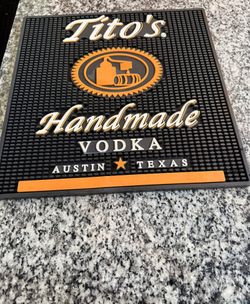 Tito's.
Handmade
VODKA
AUSTIN ★ TEXAS